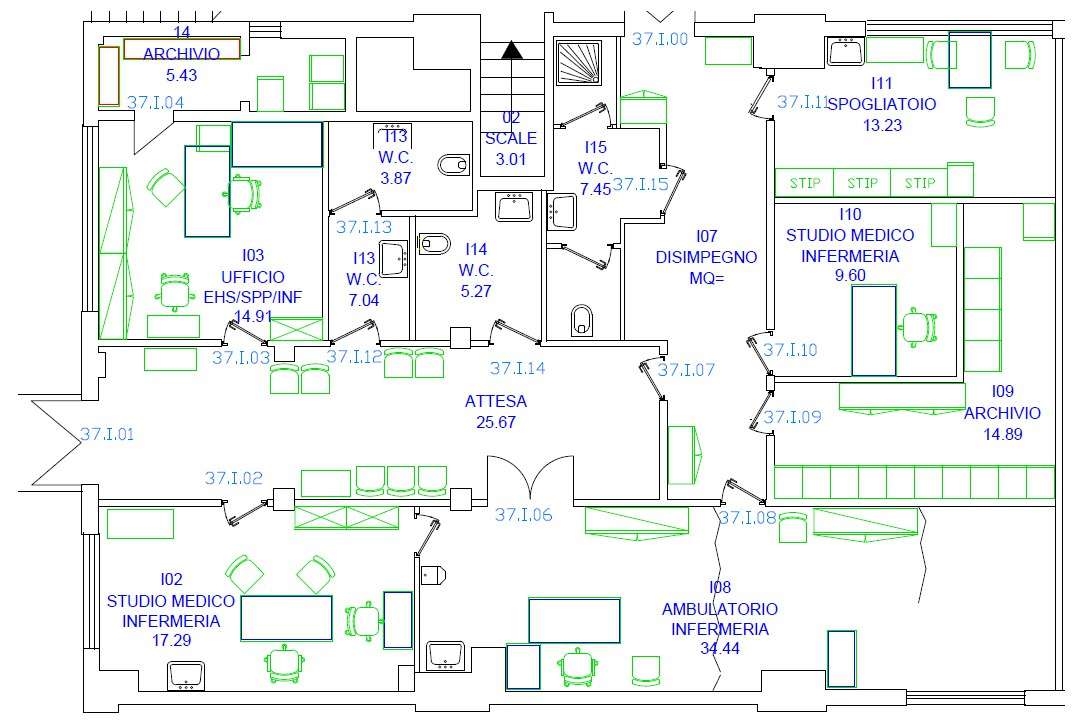 14
ARCHIVIO
5.43
37.I.04
02
SCALE
3.01
37.I.00
I11
SPOGLIATOIO
13.23
37.I.11
I13
W.C.
3.87
I15
W.C.
7.45
37.I.15
STIP
STIP
STIP
37.I.13
I03
UFFICIO
EHS/SPP/INF
14.91
I13
W.C.
7.04
I14
W.C.
5.27
I07
DISIMPEGNO
MQ=
I10
STUDIO MEDICO
INFERMERIA
9.60
37.I.03
37.I.12
37.I.14
37.I.07
37.I.10
ATTESA
25.67
I09
ARCHIVIO
14.89
37.I.01
37.I.09
37.I.02
37.I.06
37.I.08
I02
STUDIO MEDICO
INFERMERIA
17.29
I08
AMBULATORIO
INFERMERIA
34.44